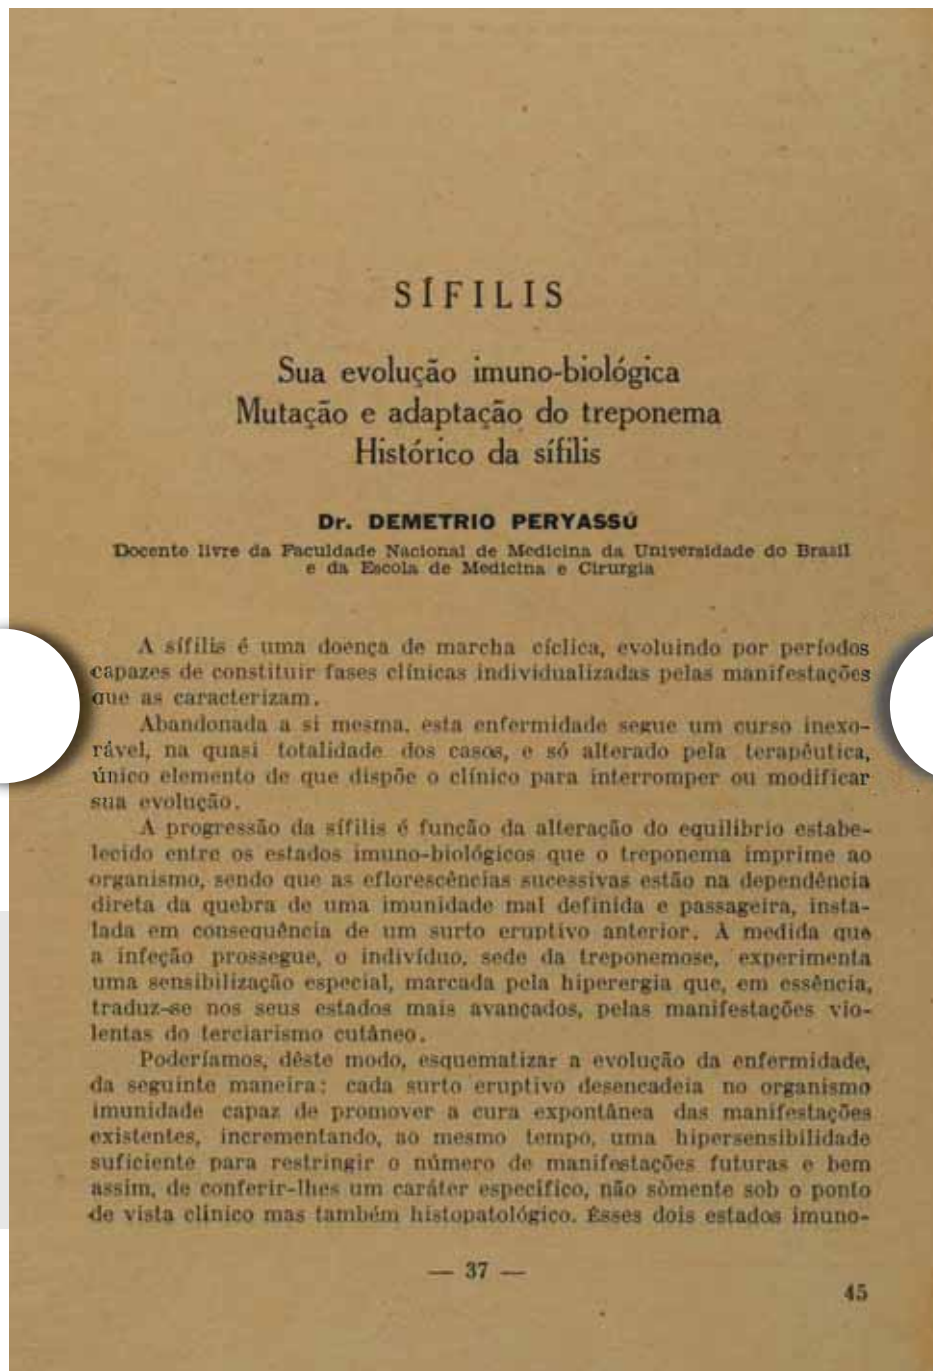 SÍFILIS
Sua evolução imuno-biológica
Mutação e adaptação do treponema
Histórico da sífilis
Dr. DEMETRIO PERYASSÚ
Docente livre da Faculdade Nacional de Medicina da Universidade do Brasil
e da Escola de Medicina e Cirurgia
A sífilis é uma doença de marcha cíclica, evoluindo por períodos
capazes de constituir fases clínicas individualizadas pelas manifestações
que as caracterizam.
Abandonada a si mesma, esta enfermidade segue um curso inexo-
rável, na quasi totalidade dos casos, e só alterado pela terapêutica,
único elemento de que dispõe o clínico para interromper ou modificar
sua evolução.
A progressão da sífilis é função da alteração do equilíbrio estabe-
lecido entre os estados imuno-biológicos que o treponema imprime ao
organismo, sendo que as eflorescências sucessivas estão na dependência
direta da quebra de uma imunidade mal definida e passageira, insta-
lada em consequência de um surto eruptivo anterior. À medida que
a infeção prossegue, o indivíduo, sede da treponemose, experimenta
uma sensibilização especial, marcada pela hiperergia que, em essência,
traduz-se nos seus estados mais avançados, pelas manifestações vio-
lentas do terciarismo cutâneo.
Poderíamos, dêste modo, esquematizar a evolução da enfermidade,
da seguinte maneira: cada surto eruptivo desencadeia no organismo
imunidade capaz de promover a cura expontânea das manifestações
existentes, incrementando, ao mesmo tempo, uma hipersensibilidade
suficiente para restringir o número de manifestações futuras e bem
assim, de conferir-lhes um caráter específico, não sòmente sob o ponto
de vista clínico mas também histopatológico. Êsses dois estados imuno-
— 37 —
45